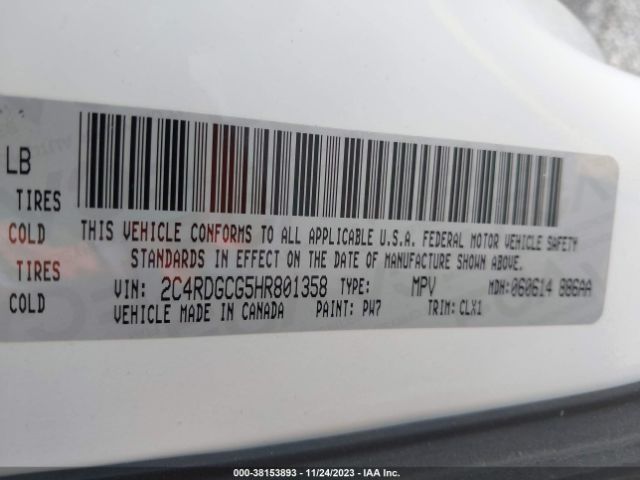 LB
TIRES
COLD
TIRES
COLD
THIS VEHICLE CONFORMS TO ALL APPLICABLE U.S.A. FEDERAL MOTOR VEHICLE SAFETY
STANDARDS IN EFFECT ON THE DATE OF MANUFACTURE SHOWN ABOVE.
VIN: 2C4RDGCG5HR801358 TYPE: MPV MDH:060614 886AA
VEHICLE MADE IN CANADA PAINT: PW7 TRIM: CLX1
000-38153893 - 11/24/2023 - IAA Inc.